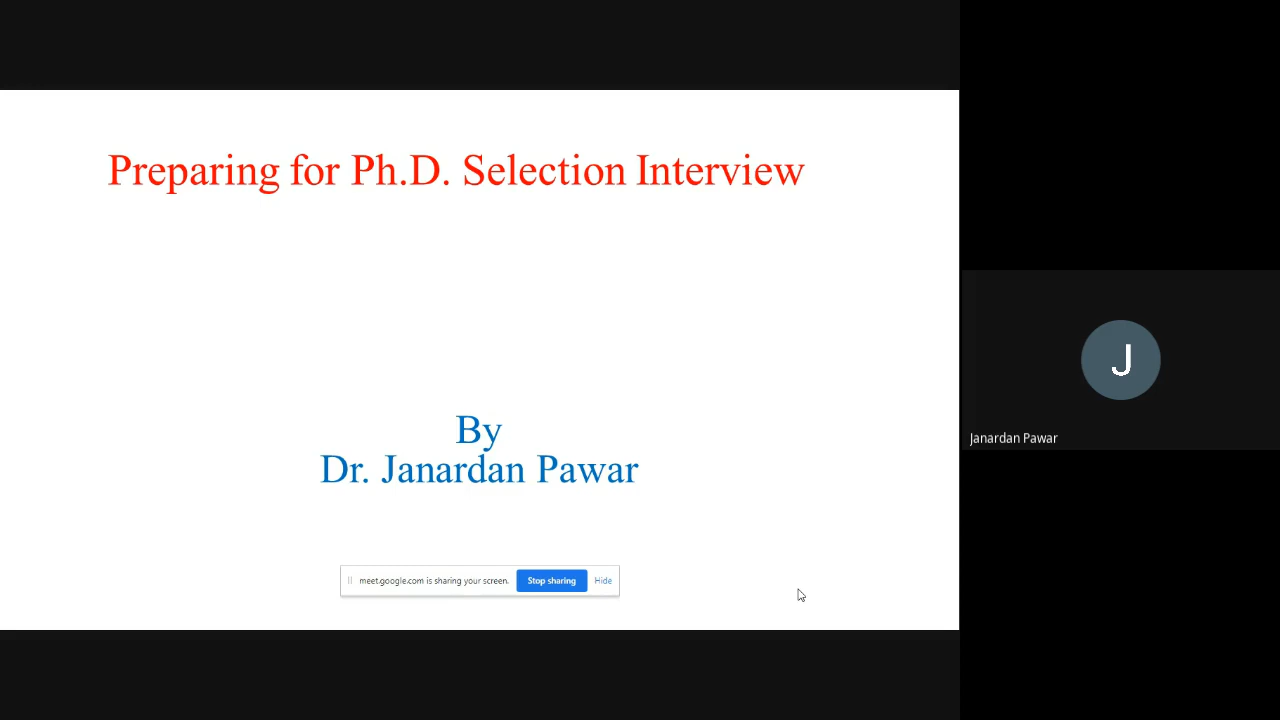 Preparing for Ph.D. Selection Interview
By
Dr. Janardan Pawar
meet.google.com is sharing your screen. Stop sharing Hide
J
Janardan Pawar